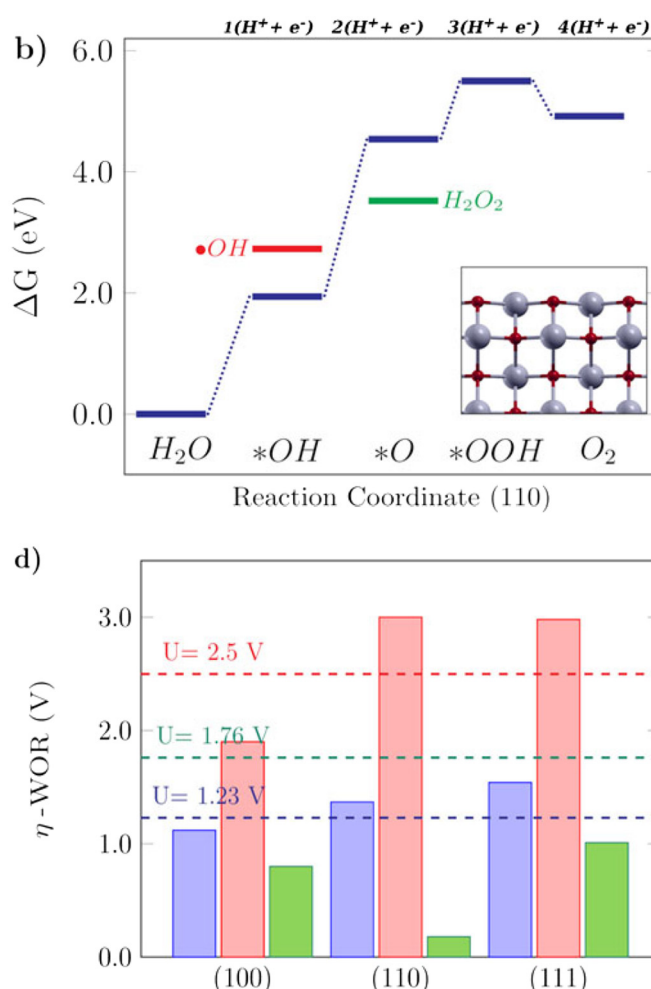 1(H⁺ + e⁻) 2(H⁺ + e⁻) 3(H⁺ + e⁻) 4(H⁺ + e⁻)
b)
6.0
4.0
2.0
0.0
ΔG (eV)
•OH
H₂O₂
H₂O *OH *O *OOH O₂
Reaction Coordinate (110)
d)
3.0
2.0
1.0
0.0
η-WOR (V)
U= 2.5 V
U= 1.76 V
U= 1.23 V
(100) (110) (111)